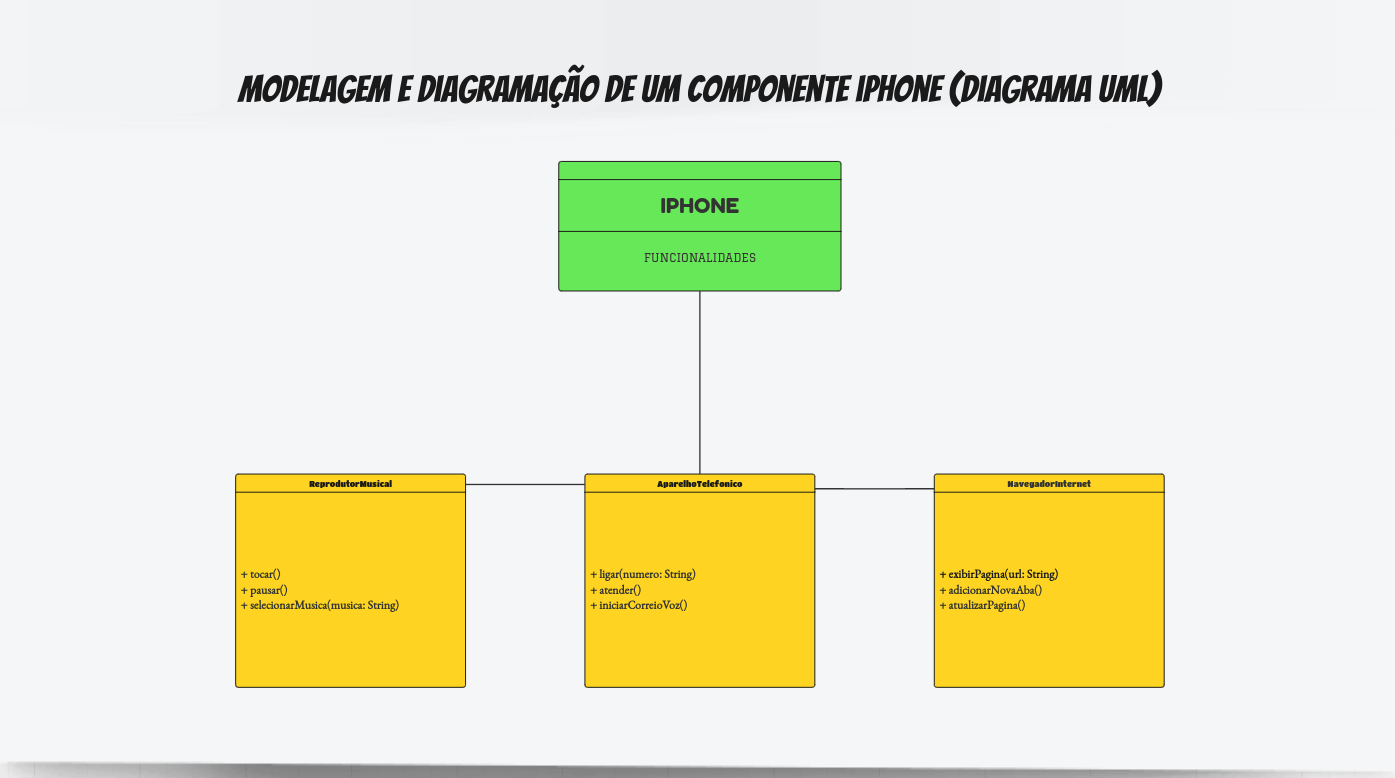 MODELAGEM E DIAGRAMAÇÃO DE UM COMPONENTE IPHONE (DIAGRAMA UML)
IPHONE
FUNCIONALIDADES
ReprodutorMusical
+ tocar()
+ pausar()
+ selecionarMusica(musica: String)
AparelhoTelefonico
+ ligar(numero: String)
+ atender()
+ iniciarCorreioVoz()
NavegadorInternet
+ exibirPagina(url: String)
+ adicionarNovaAba()
+ atualizarPagina()